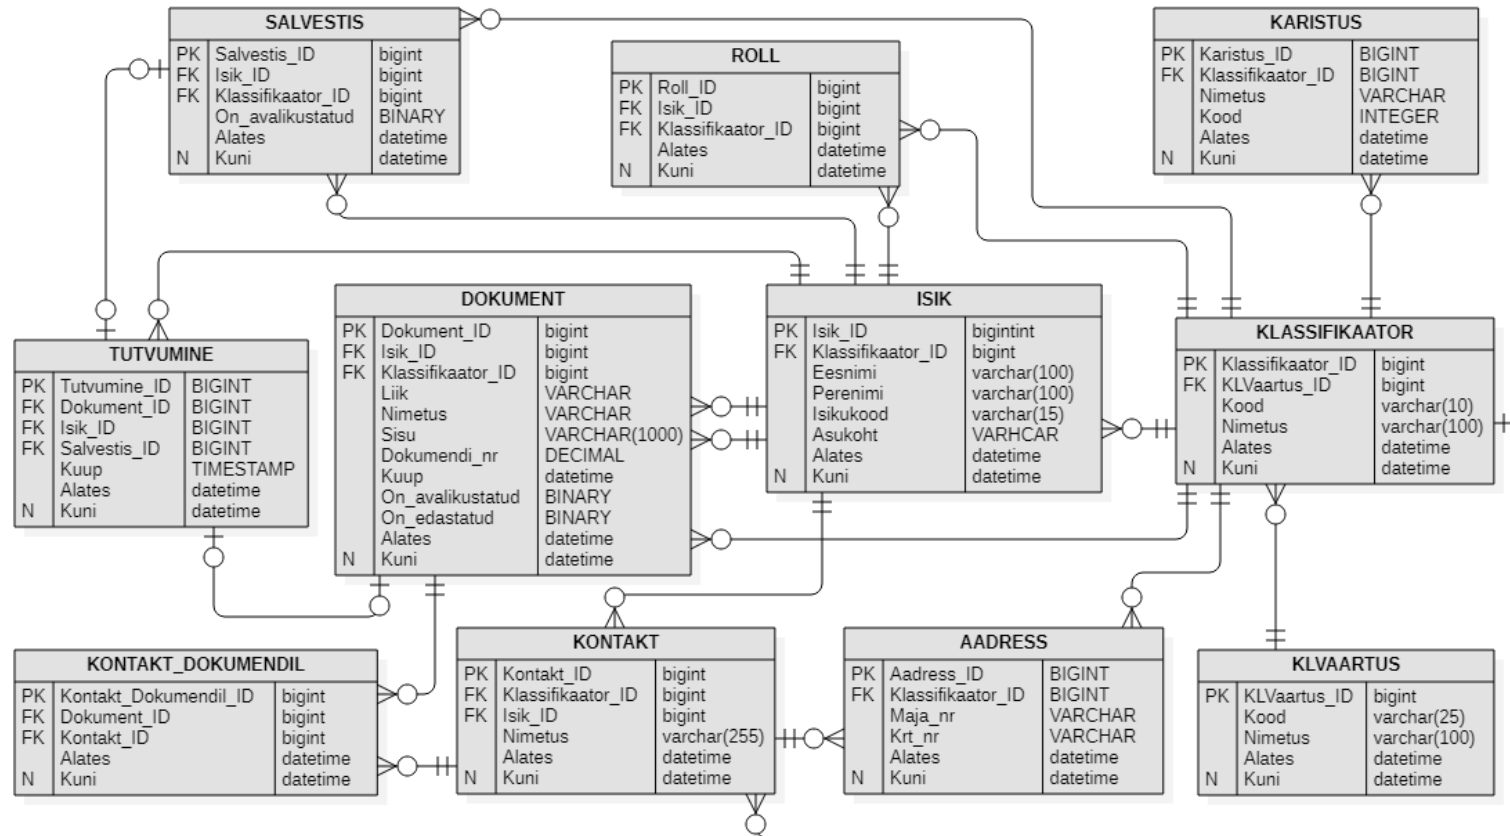 SALVESTIS
PK Salvestis_ID bigint
FK Isik_ID bigint
FK Klassifikaator_ID bigint
On_avalikustatud BINARY
Alates datetime
N Kuni datetime
ROLL
PK Roll_ID bigint
FK Isik_ID bigint
FK Klassifikaator_ID bigint
Alates datetime
N Kuni datetime
KARISTUS
PK Karistus_ID BIGINT
FK Klassifikaator_ID BIGINT
Nimetus VARCHAR
Kood INTEGER
Alates datetime
N Kuni datetime
TUTVUMINE
PK Tutvumine_ID BIGINT
FK Dokument_ID BIGINT
FK Isik_ID BIGINT
FK Salvestis_ID BIGINT
Kuup TIMESTAMP
Alates datetime
N Kuni datetime
DOKUMENT
PK Dokument_ID bigint
FK Isik_ID bigint
FK Klassifikaator_ID bigint
Liik VARCHAR
Nimetus VARCHAR
Sisu VARCHAR(1000)
Dokumendi_nr DECIMAL
Kuup datetime
On_avalikustatud BINARY
On_edastatud BINARY
Alates datetime
N Kuni datetime
ISIK
PK Isik_ID bigintint
FK Klassifikaator_ID bigint
Eesnimi varchar(100)
Perenimi varchar(100)
Isikukood varchar(15)
Asukoht VARHCAR
Alates datetime
N Kuni datetime
KLASSIFIKAATOR
PK Klassifikaator_ID bigint
FK KLVaartus_ID bigint
Kood varchar(10)
Nimetus varchar(100)
Alates datetime
N Kuni datetime
KONTAKT_DOKUMENDIL
PK Kontakt_Dokumendil_ID bigint
FK Dokument_ID bigint
FK Kontakt_ID bigint
Alates datetime
N Kuni datetime
KONTAKT
PK Kontakt_ID bigint
FK Klassifikaator_ID bigint
FK Isik_ID bigint
Nimetus varchar(255)
Alates datetime
N Kuni datetime
AADRESS
PK Aadress_ID BIGINT
FK Klassifikaator_ID BIGINT
Maja_nr VARCHAR
Krt_nr VARCHAR
Alates datetime
N Kuni datetime
KLVAARTUS
PK KLVaartus_ID bigint
Kood varchar(25)
Nimetus varchar(100)
Alates datetime
N Kuni datetime